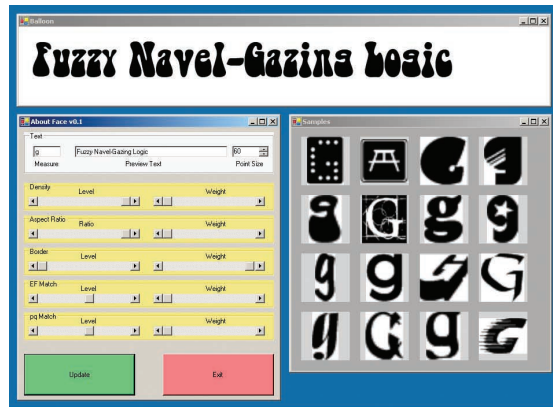 Balloon
Fuzzy Navel-Gazing Logic
About Face v0.1
Text
g Fuzzy Navel-Gazing Logic 60
Measure Preview Text Point Size
Density Level Weight
Aspect Ratio Ratio Weight
Border Level Weight
EF Match Level Weight
pq Match Level Weight
Update Exit
Samples
G
G G g 9
g g G G
g G g G